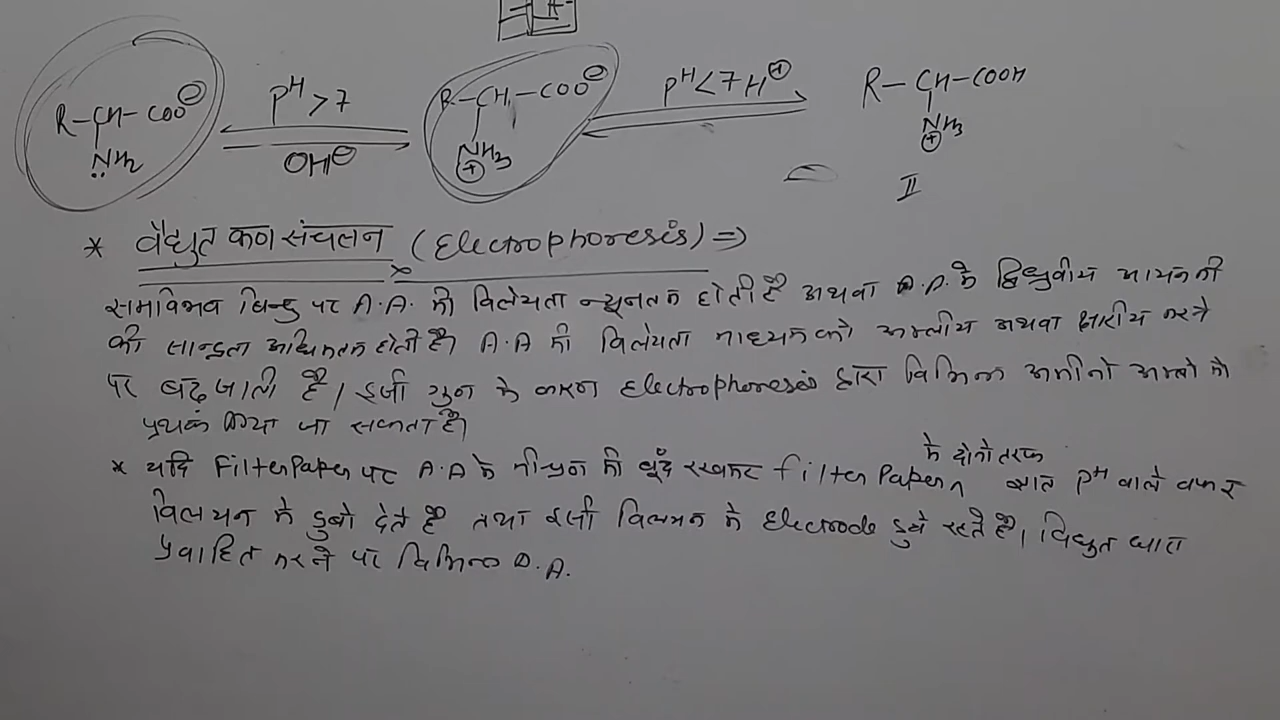 A⁻
R-CH-COO⊖ pH>7 R-CH-COO⊖ pH<7 H⊕ R-CH-COOH
N̈H2 OH⊖ NH3⊕ NH3⊕
II
* वैद्युत कण संचलन (Electrophoresis) ⇒
समविभव बिन्दु पर A.A. की विलेयता न्यूनतम होती है अथवा A.A. के द्विध्रुवीय आयनों
की सान्द्रता अधिकतम होती है। A.A की विलेयता माध्यम को अम्लीय अथवा क्षारीय करने
पर बढ़ जाती है। इसी गुण के कारण Electrophoresis द्वारा विभिन्न अमीनो अम्लों को
पृथक किया जा सकता है।
* यदि Filter Paper पर A.A के मिश्रण की बूँद रखकर filter Paper के दोनो तरफ ज्ञात pH वाले बफर
विलयन में डुबो देते है तथा इसी विलयन में Electrode डुबे रहते है। विद्युत धारा
प्रवाहित करने पर विभिन्न A.A.